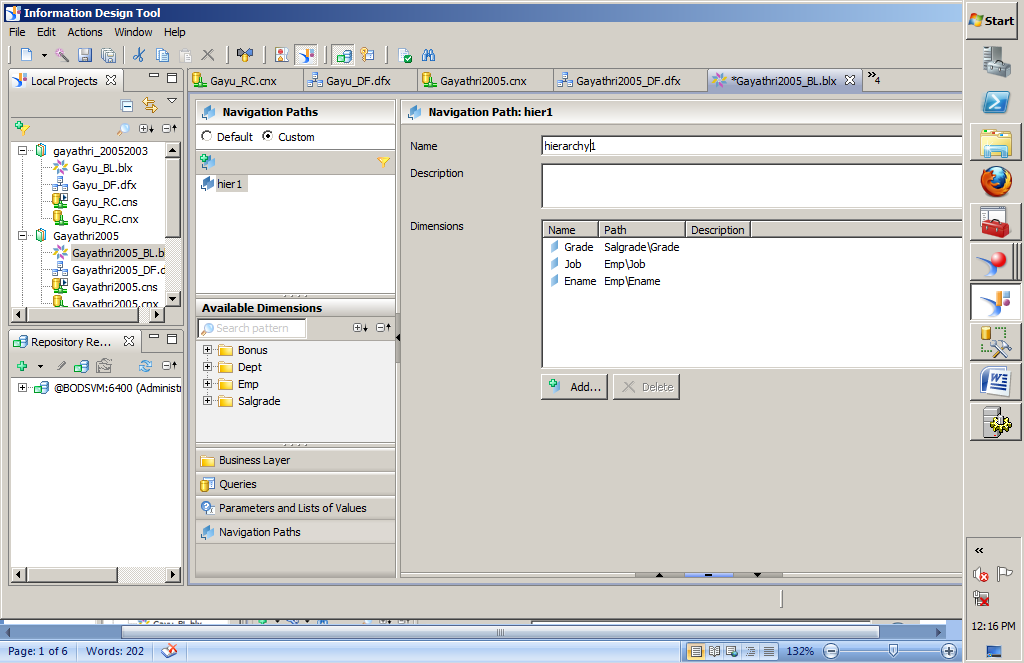 Information Design Tool
File Edit Actions Window Help
Start
Local Projects
Gayu_RC.cnx
Gayu_DF.dfx
Gayathri2005.cnx
Gayathri2005_DF.dfx
*Gayathri2005_BL.blx
»4
gayathri_20052003
Gayu_BL.blx
Gayu_DF.dfx
Gayu_RC.cns
Gayu_RC.cnx
Gayathri2005
Gayathri2005_BL.b
Gayathri2005_DF.d
Gayathri2005.cns
Gayathri2005.cnx
Repository Re...
@BODSVM:6400 (Administr
Navigation Paths
Default Custom
hier1
Available Dimensions
Search pattern
Bonus
Dept
Emp
Salgrade
Business Layer
Queries
Parameters and Lists of Values
Navigation Paths
Navigation Path: hier1
Name
hierarchy1
Description
Dimensions
Name Path Description
Grade Salgrade\Grade
Job Emp\Job
Ename Emp\Ename
Add... Delete
12:16 PM
Page: 1 of 6 Words: 202 132%